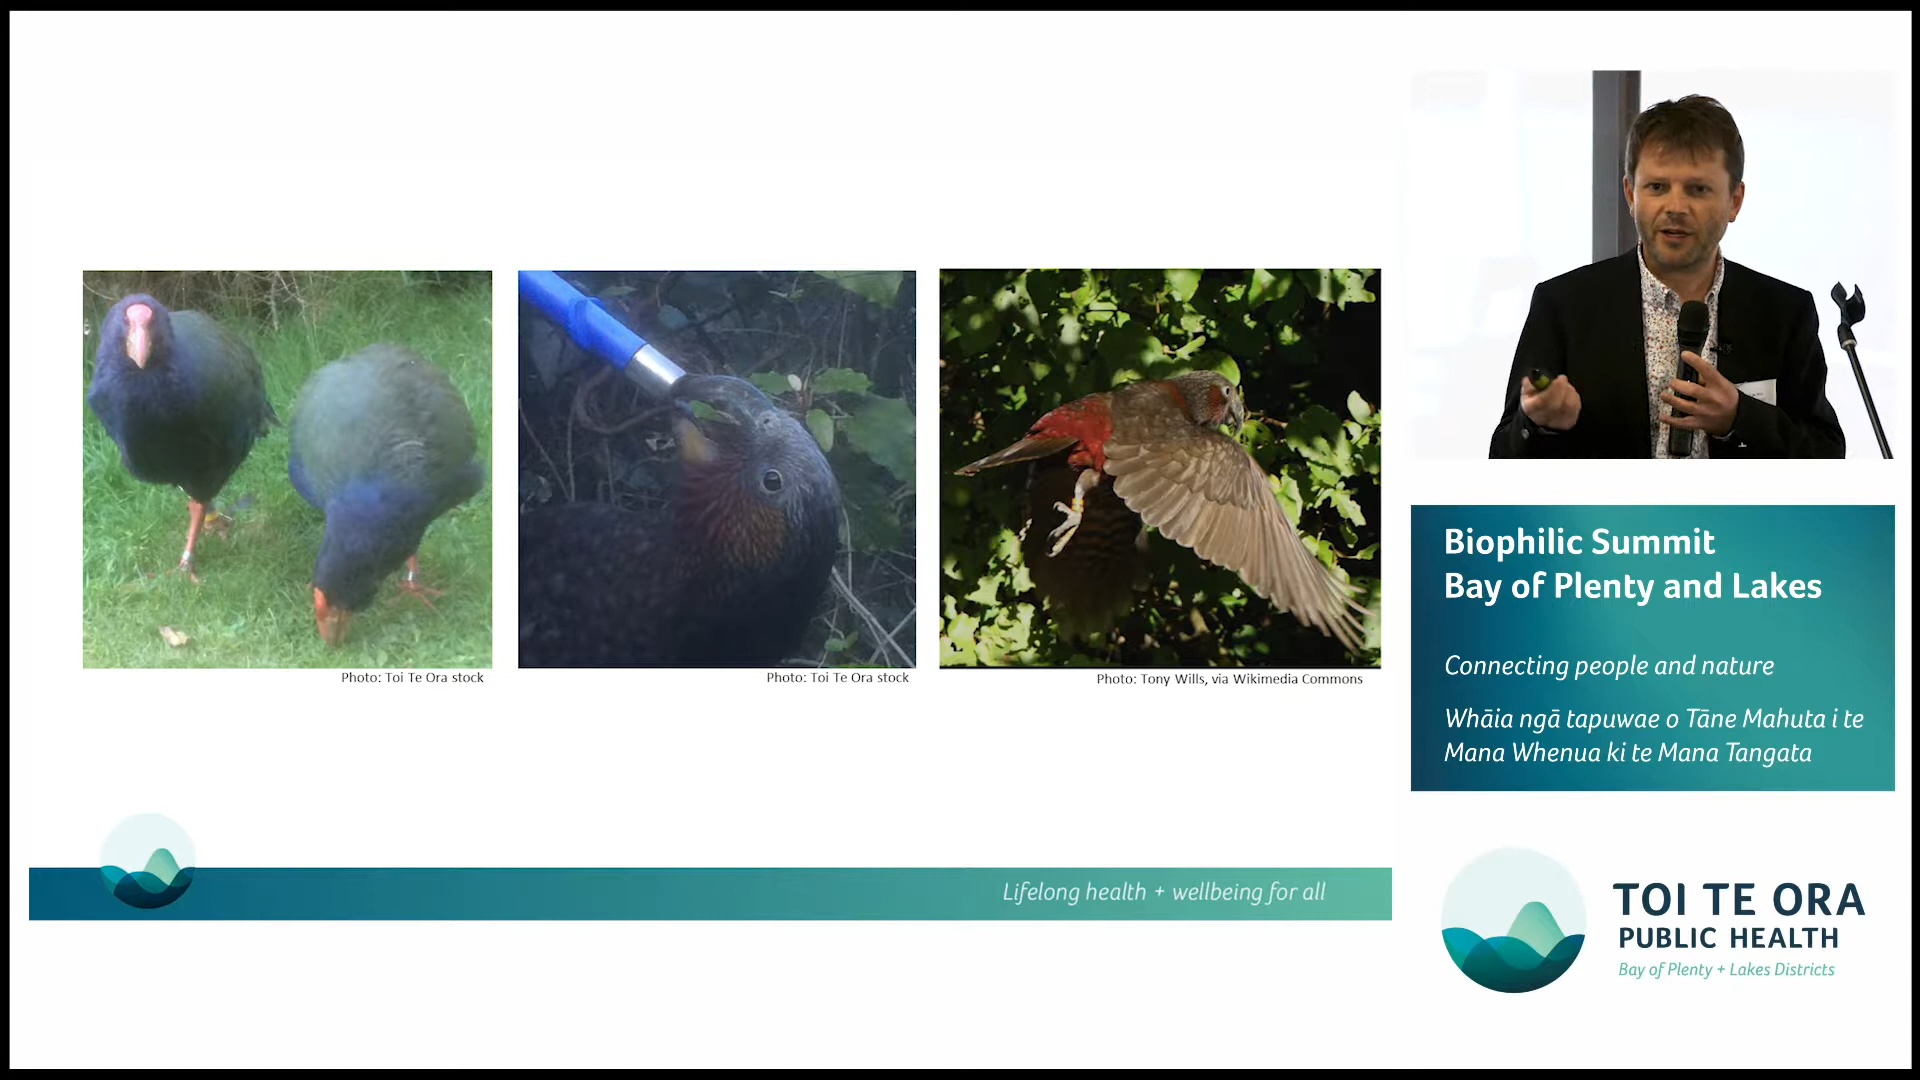 Photo: Toi Te Ora stock
Photo: Toi Te Ora stock
Photo: Tony Wills, via Wikimedia Commons
Lifelong health + wellbeing for all
Biophilic Summit
Bay of Plenty and Lakes
Connecting people and nature
Whāia ngā tapuwae o Tāne Mahuta i te
Mana Whenua ki te Mana Tangata
TOI TE ORA
PUBLIC HEALTH
Bay of Plenty + Lakes Districts